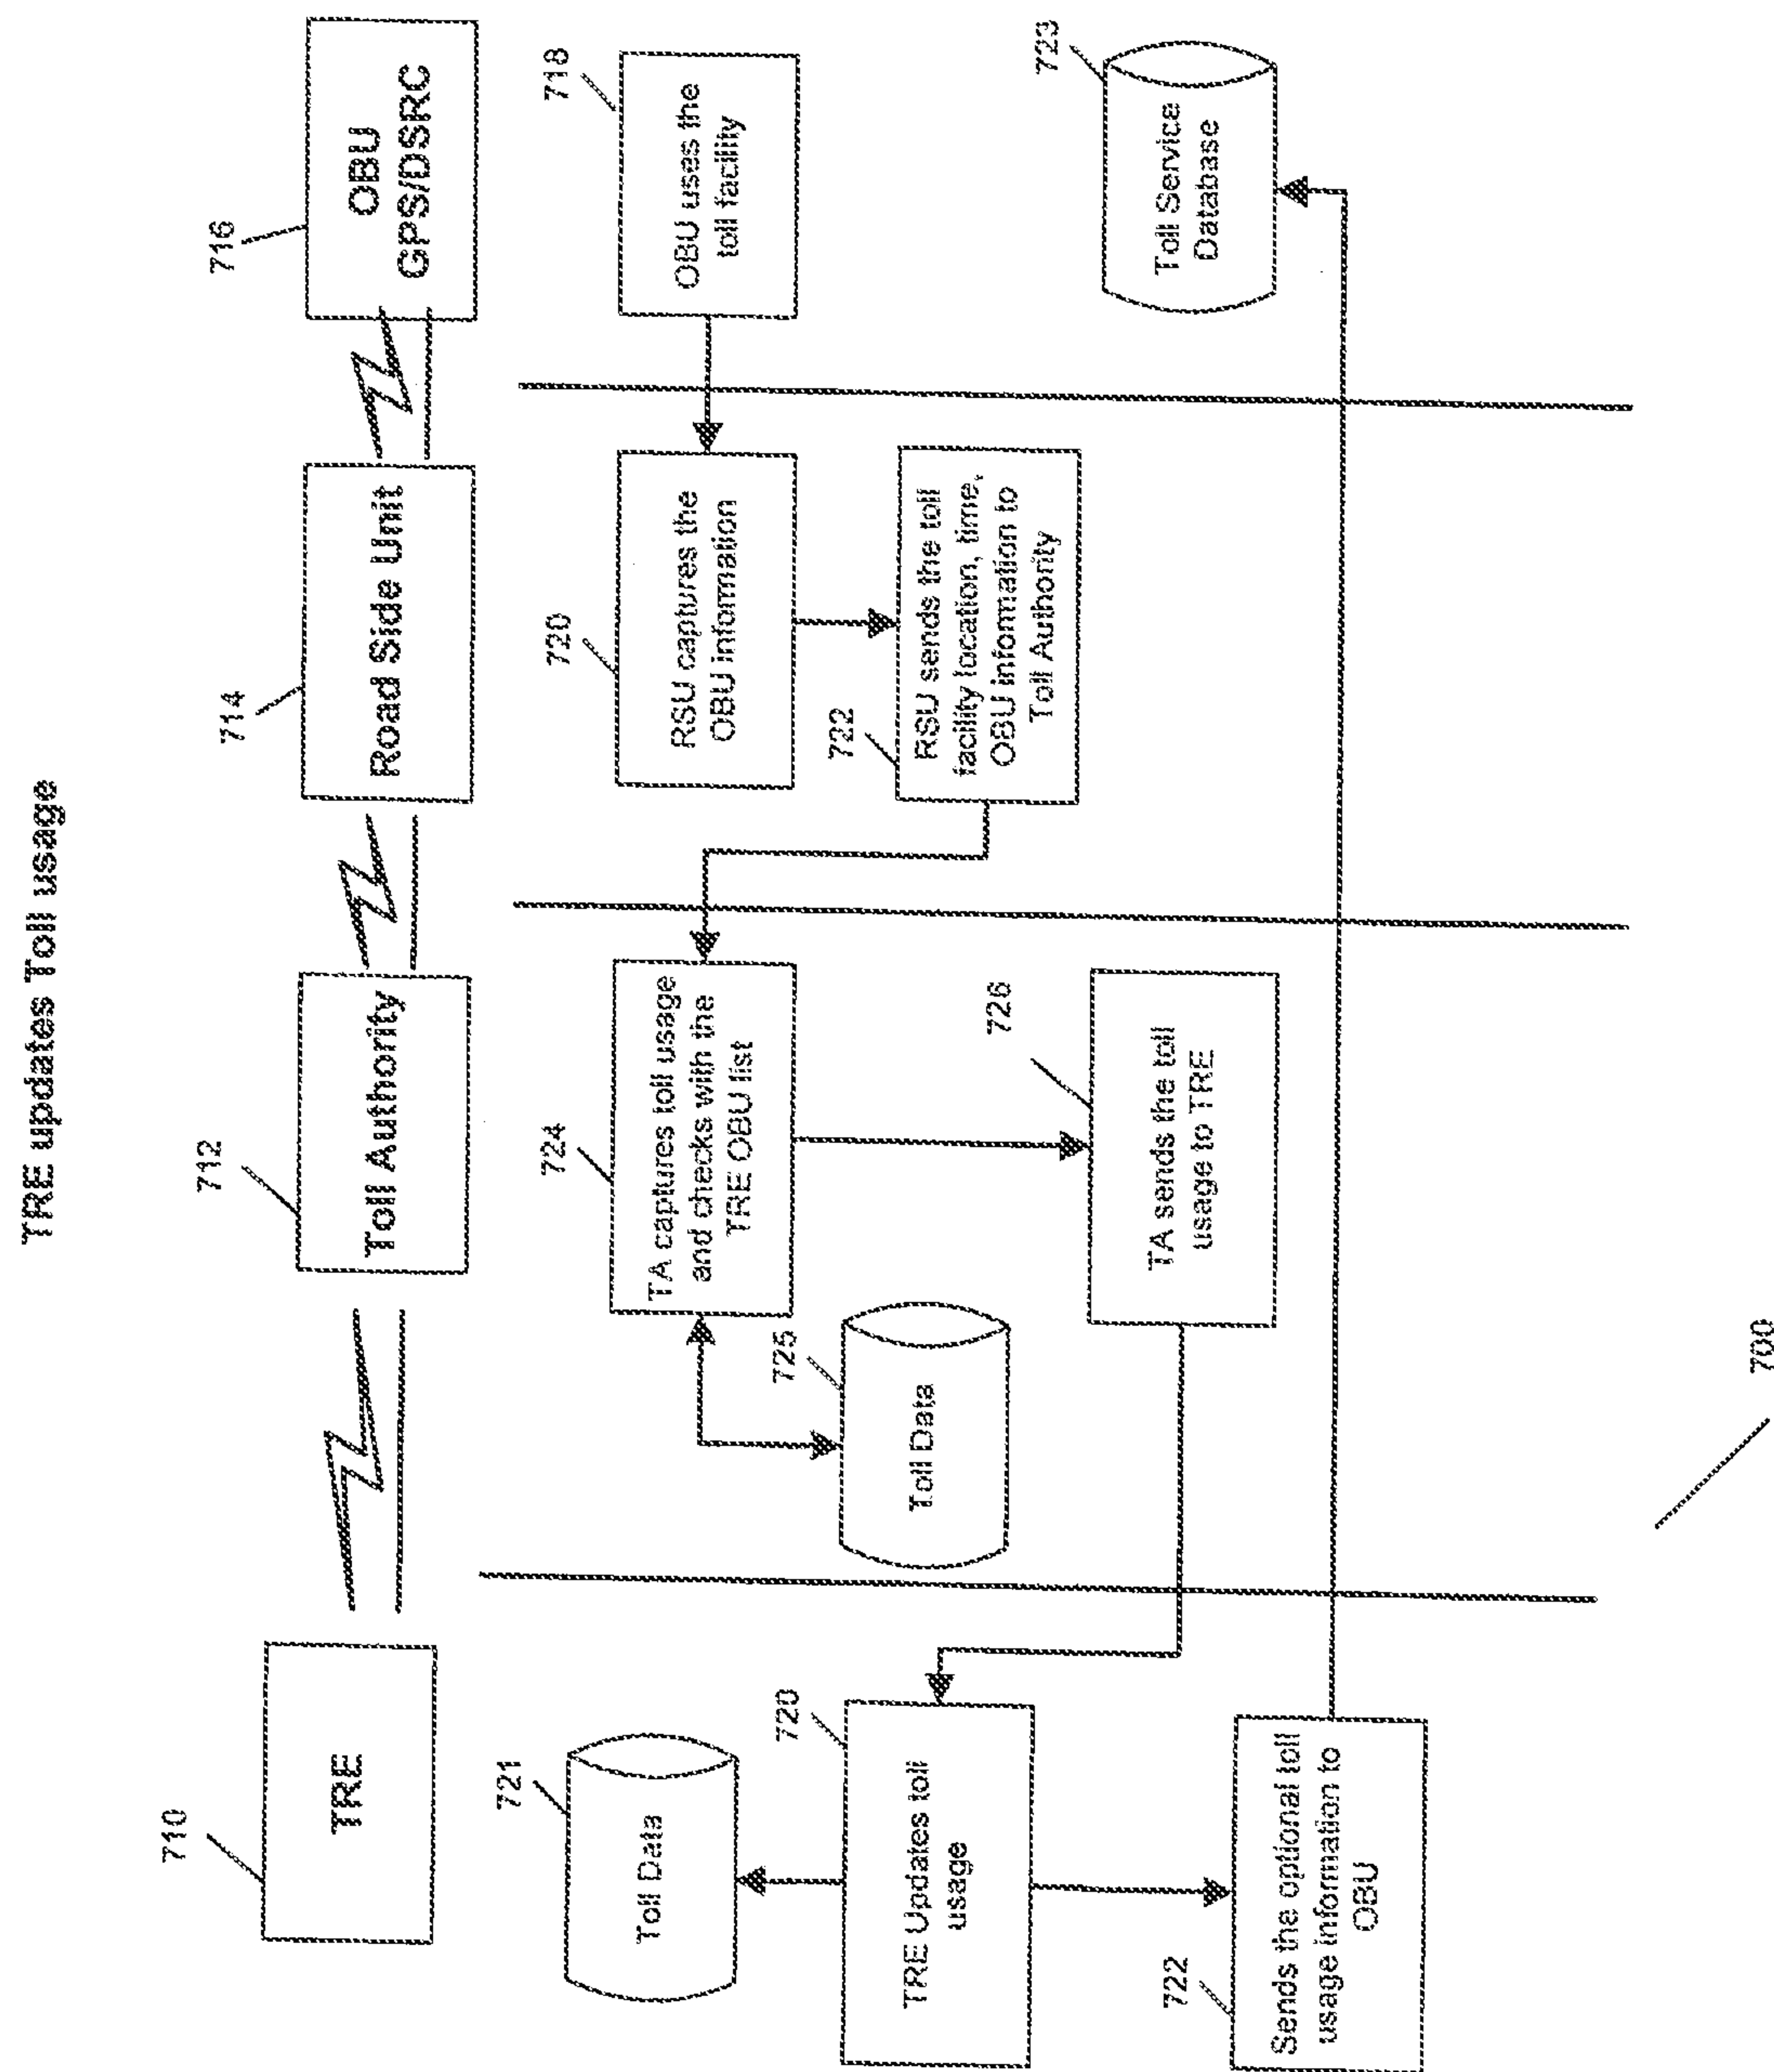 TRE updates Toll usage
710
TRE
712
Toll Authority
714
Road Side Unit
716
OBU
GPS/DSRC
718
OBU uses the
toll facility
720
RSU captures the
OBU information
722
RSU sends the toll
facility location, time,
OBU information to
Toll Authority
724
TA captures toll usage
and checks with the
TRE OBU list
725
Toll Data
726
TA sends the toll
usage to TRE
721
Toll Data
720
TRE Updates toll
usage
722
Sends the optional toll
usage information to
OBU
723
Toll Service
Database
700